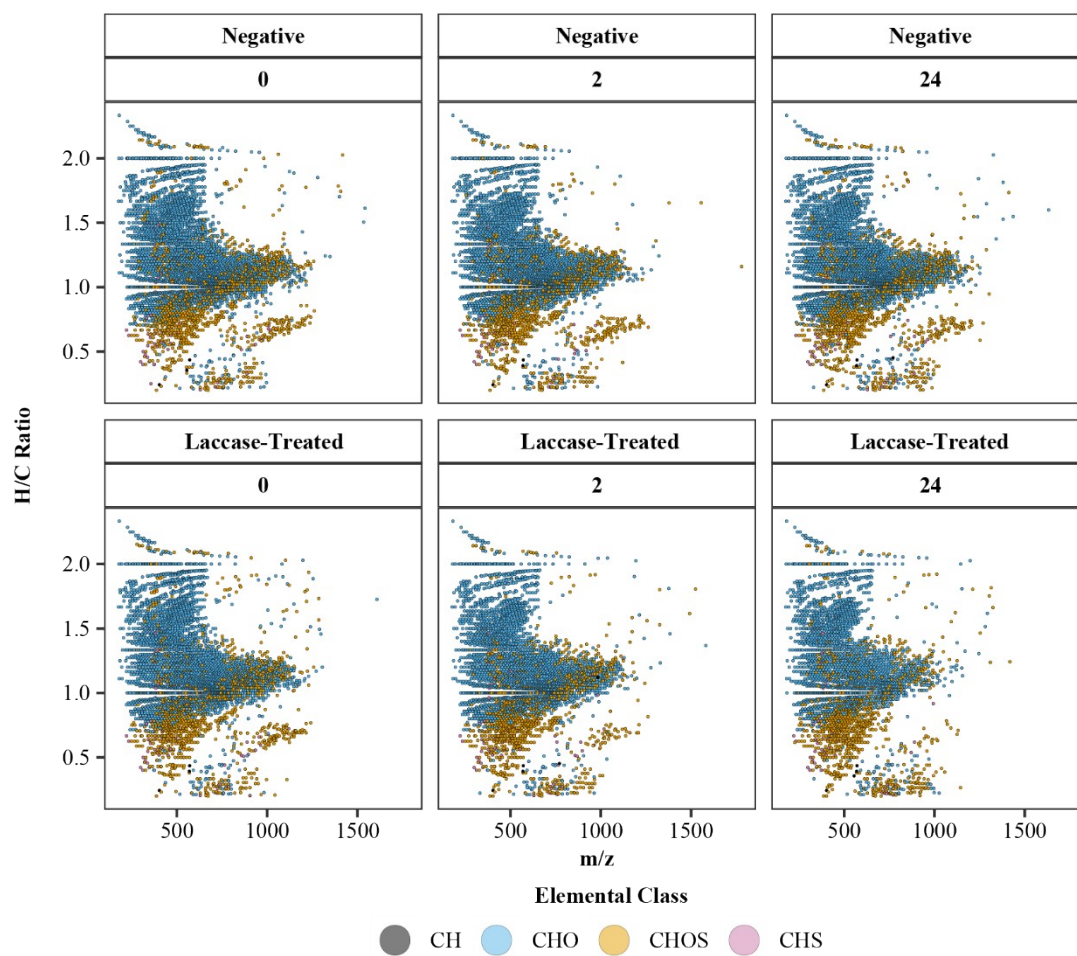 Negative Negative Negative
0 2 24
2.0
1.5
1.0
0.5
H/C Ratio
Laccase-Treated Laccase-Treated Laccase-Treated
0 2 24
2.0
1.5
1.0
0.5
500 1000 1500 500 1000 1500 500 1000 1500
m/z
Elemental Class
CH CHO CHOS CHS